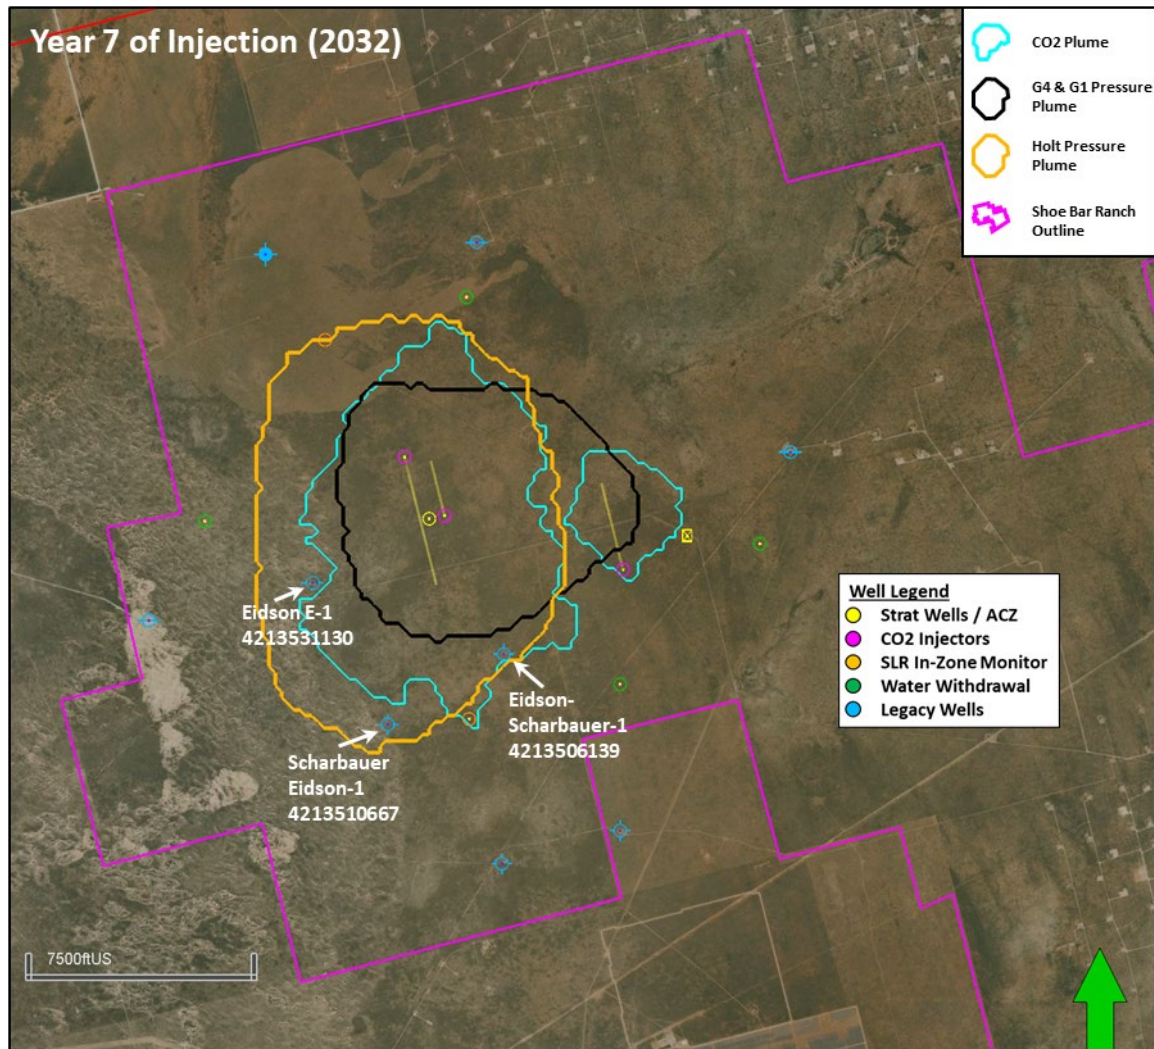 Year 7 of Injection (2032)
CO2 Plume
G4 & G1 Pressure
Plume
Holt Pressure
Plume
Shoe Bar Ranch
Outline
Eidson E-1
4213531130
Scharbauer
Eidson-1
4213510667
Eidson-
Scharbauer-1
4213506139
Well Legend
Strat Wells / ACZ
CO2 Injectors
SLR In-Zone Monitor
Water Withdrawal
Legacy Wells
7500ftUS